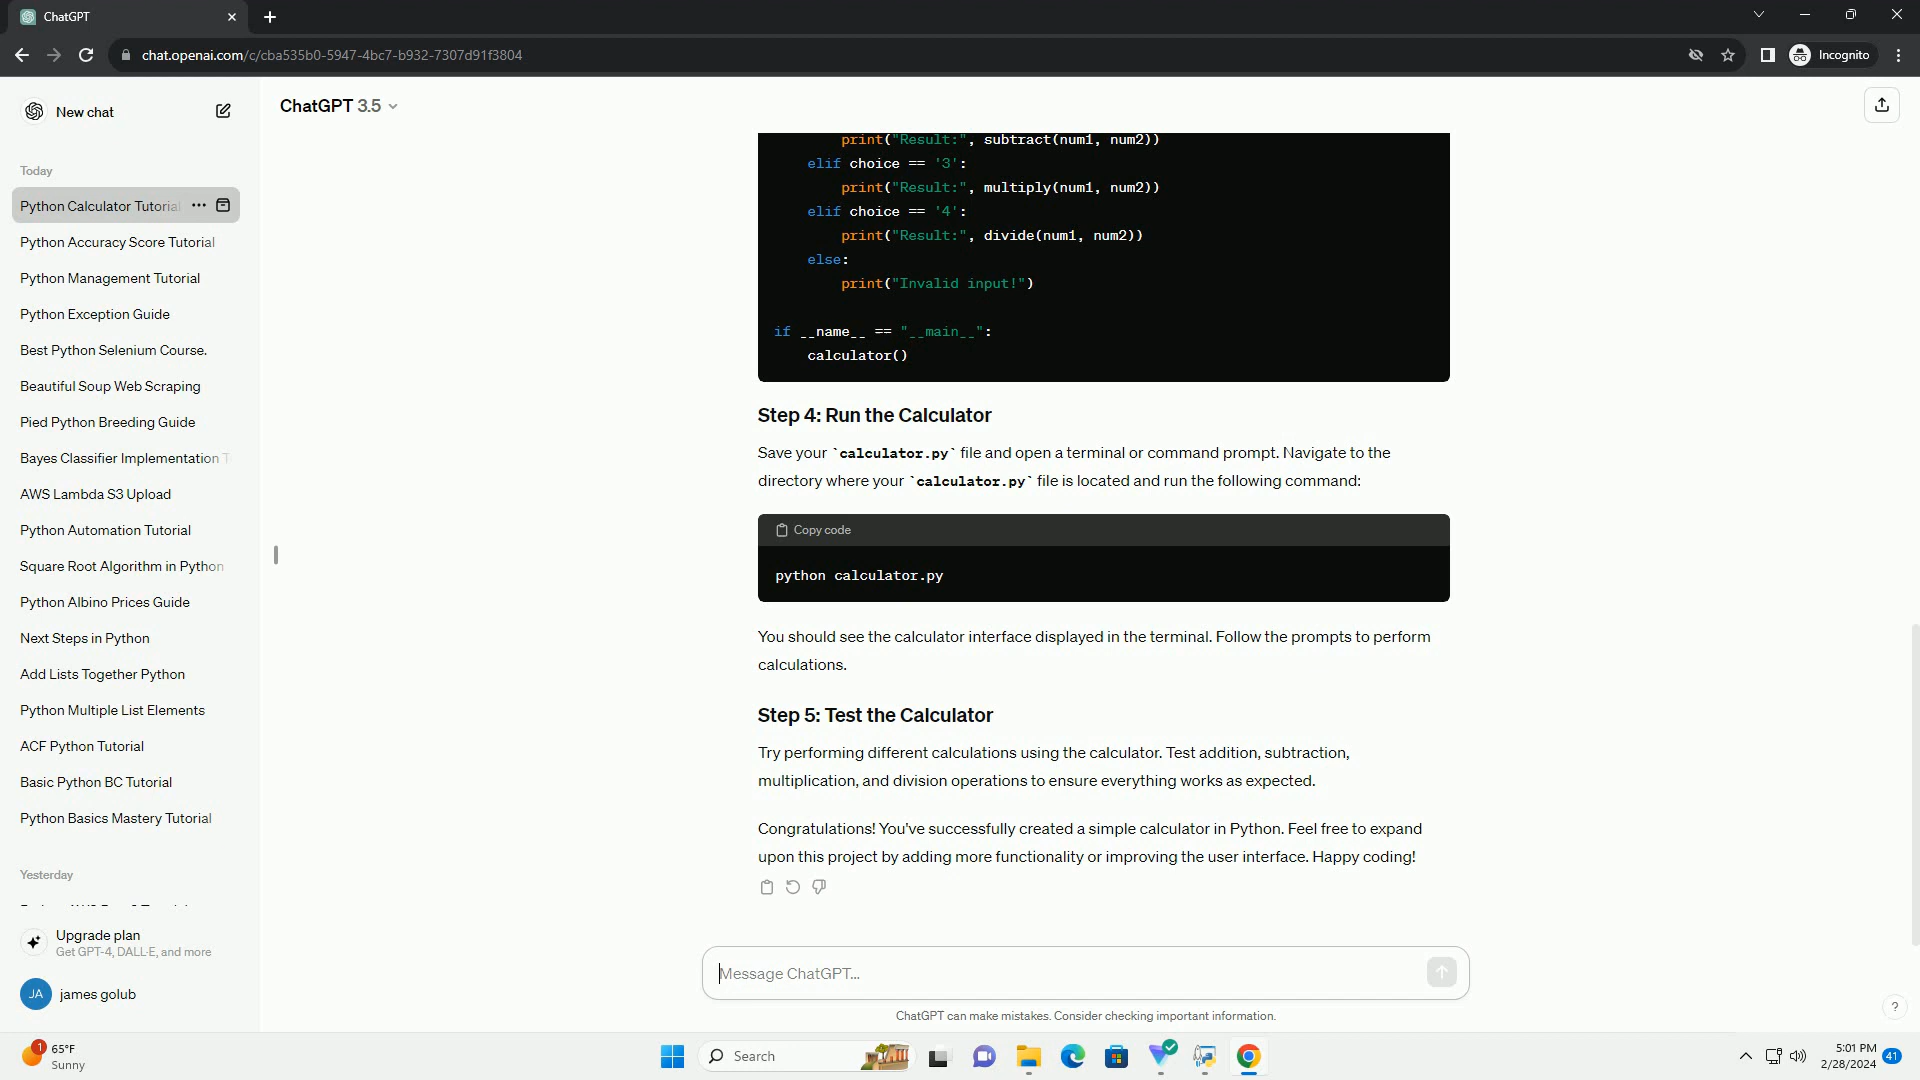 ChatGPT
chat.openai.com/c/cba535b0-5947-4bc7-b932-7307d91f3804
Incognito
New chat
Today
Python Calculator Tutorial
Python Accuracy Score Tutorial
Python Management Tutorial
Python Exception Guide
Best Python Selenium Course.
Beautiful Soup Web Scraping
Pied Python Breeding Guide
Bayes Classifier Implementation T
AWS Lambda S3 Upload
Python Automation Tutorial
Square Root Algorithm in Python
Python Albino Prices Guide
Next Steps in Python
Add Lists Together Python
Python Multiple List Elements
ACF Python Tutorial
Basic Python BC Tutorial
Python Basics Mastery Tutorial
Yesterday
Upgrade plan
Get GPT-4, DALL·E, and more
JA james golub
ChatGPT 3.5
print("Result:", subtract(num1, num2))
elif choice == '3':
print("Result:", multiply(num1, num2))
elif choice == '4':
print("Result:", divide(num1, num2))
else:
print("Invalid input!")
if __name__ == "__main__":
calculator()
Step 4: Run the Calculator
Save your `calculator.py` file and open a terminal or command prompt. Navigate to the
directory where your `calculator.py` file is located and run the following command:
Copy code
python calculator.py
You should see the calculator interface displayed in the terminal. Follow the prompts to perform
calculations.
Step 5: Test the Calculator
Try performing different calculations using the calculator. Test addition, subtraction,
multiplication, and division operations to ensure everything works as expected.
Congratulations! You've successfully created a simple calculator in Python. Feel free to expand
upon this project by adding more functionality or improving the user interface. Happy coding!
Message ChatGPT...
ChatGPT can make mistakes. Consider checking important information.
?
1
65°F
Sunny
Search
5:01 PM
2/28/2024
41